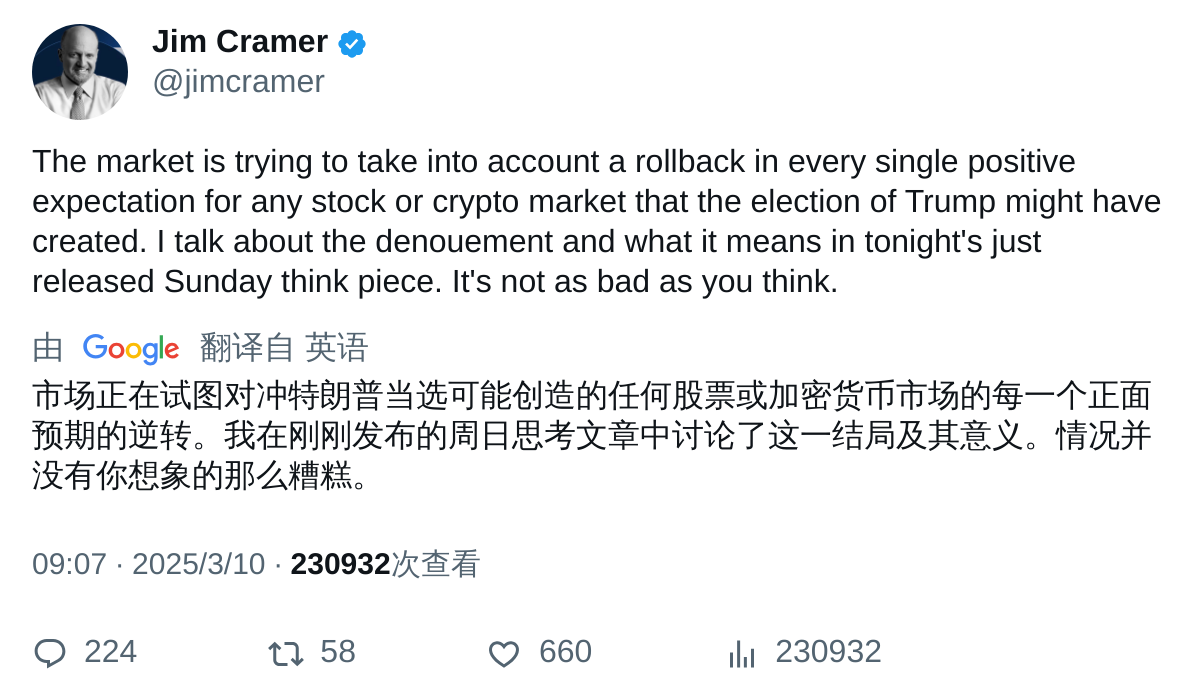 Jim Cramer
@jimcramer
The market is trying to take into account a rollback in every single positive
expectation for any stock or crypto market that the election of Trump might have
created. I talk about the denouement and what it means in tonight's just
released Sunday think piece. It's not as bad as you think.
由 Google 翻译自 英语
市场正在试图对冲特朗普当选可能创造的任何股票或加密货币市场的每一个正面
预期的逆转。我在刚刚发布的周日思考文章中讨论了这一结局及其意义。情况并
没有你想象的那么糟糕。
09:07 · 2025/3/10 · 230932次查看
224 58 660 230932